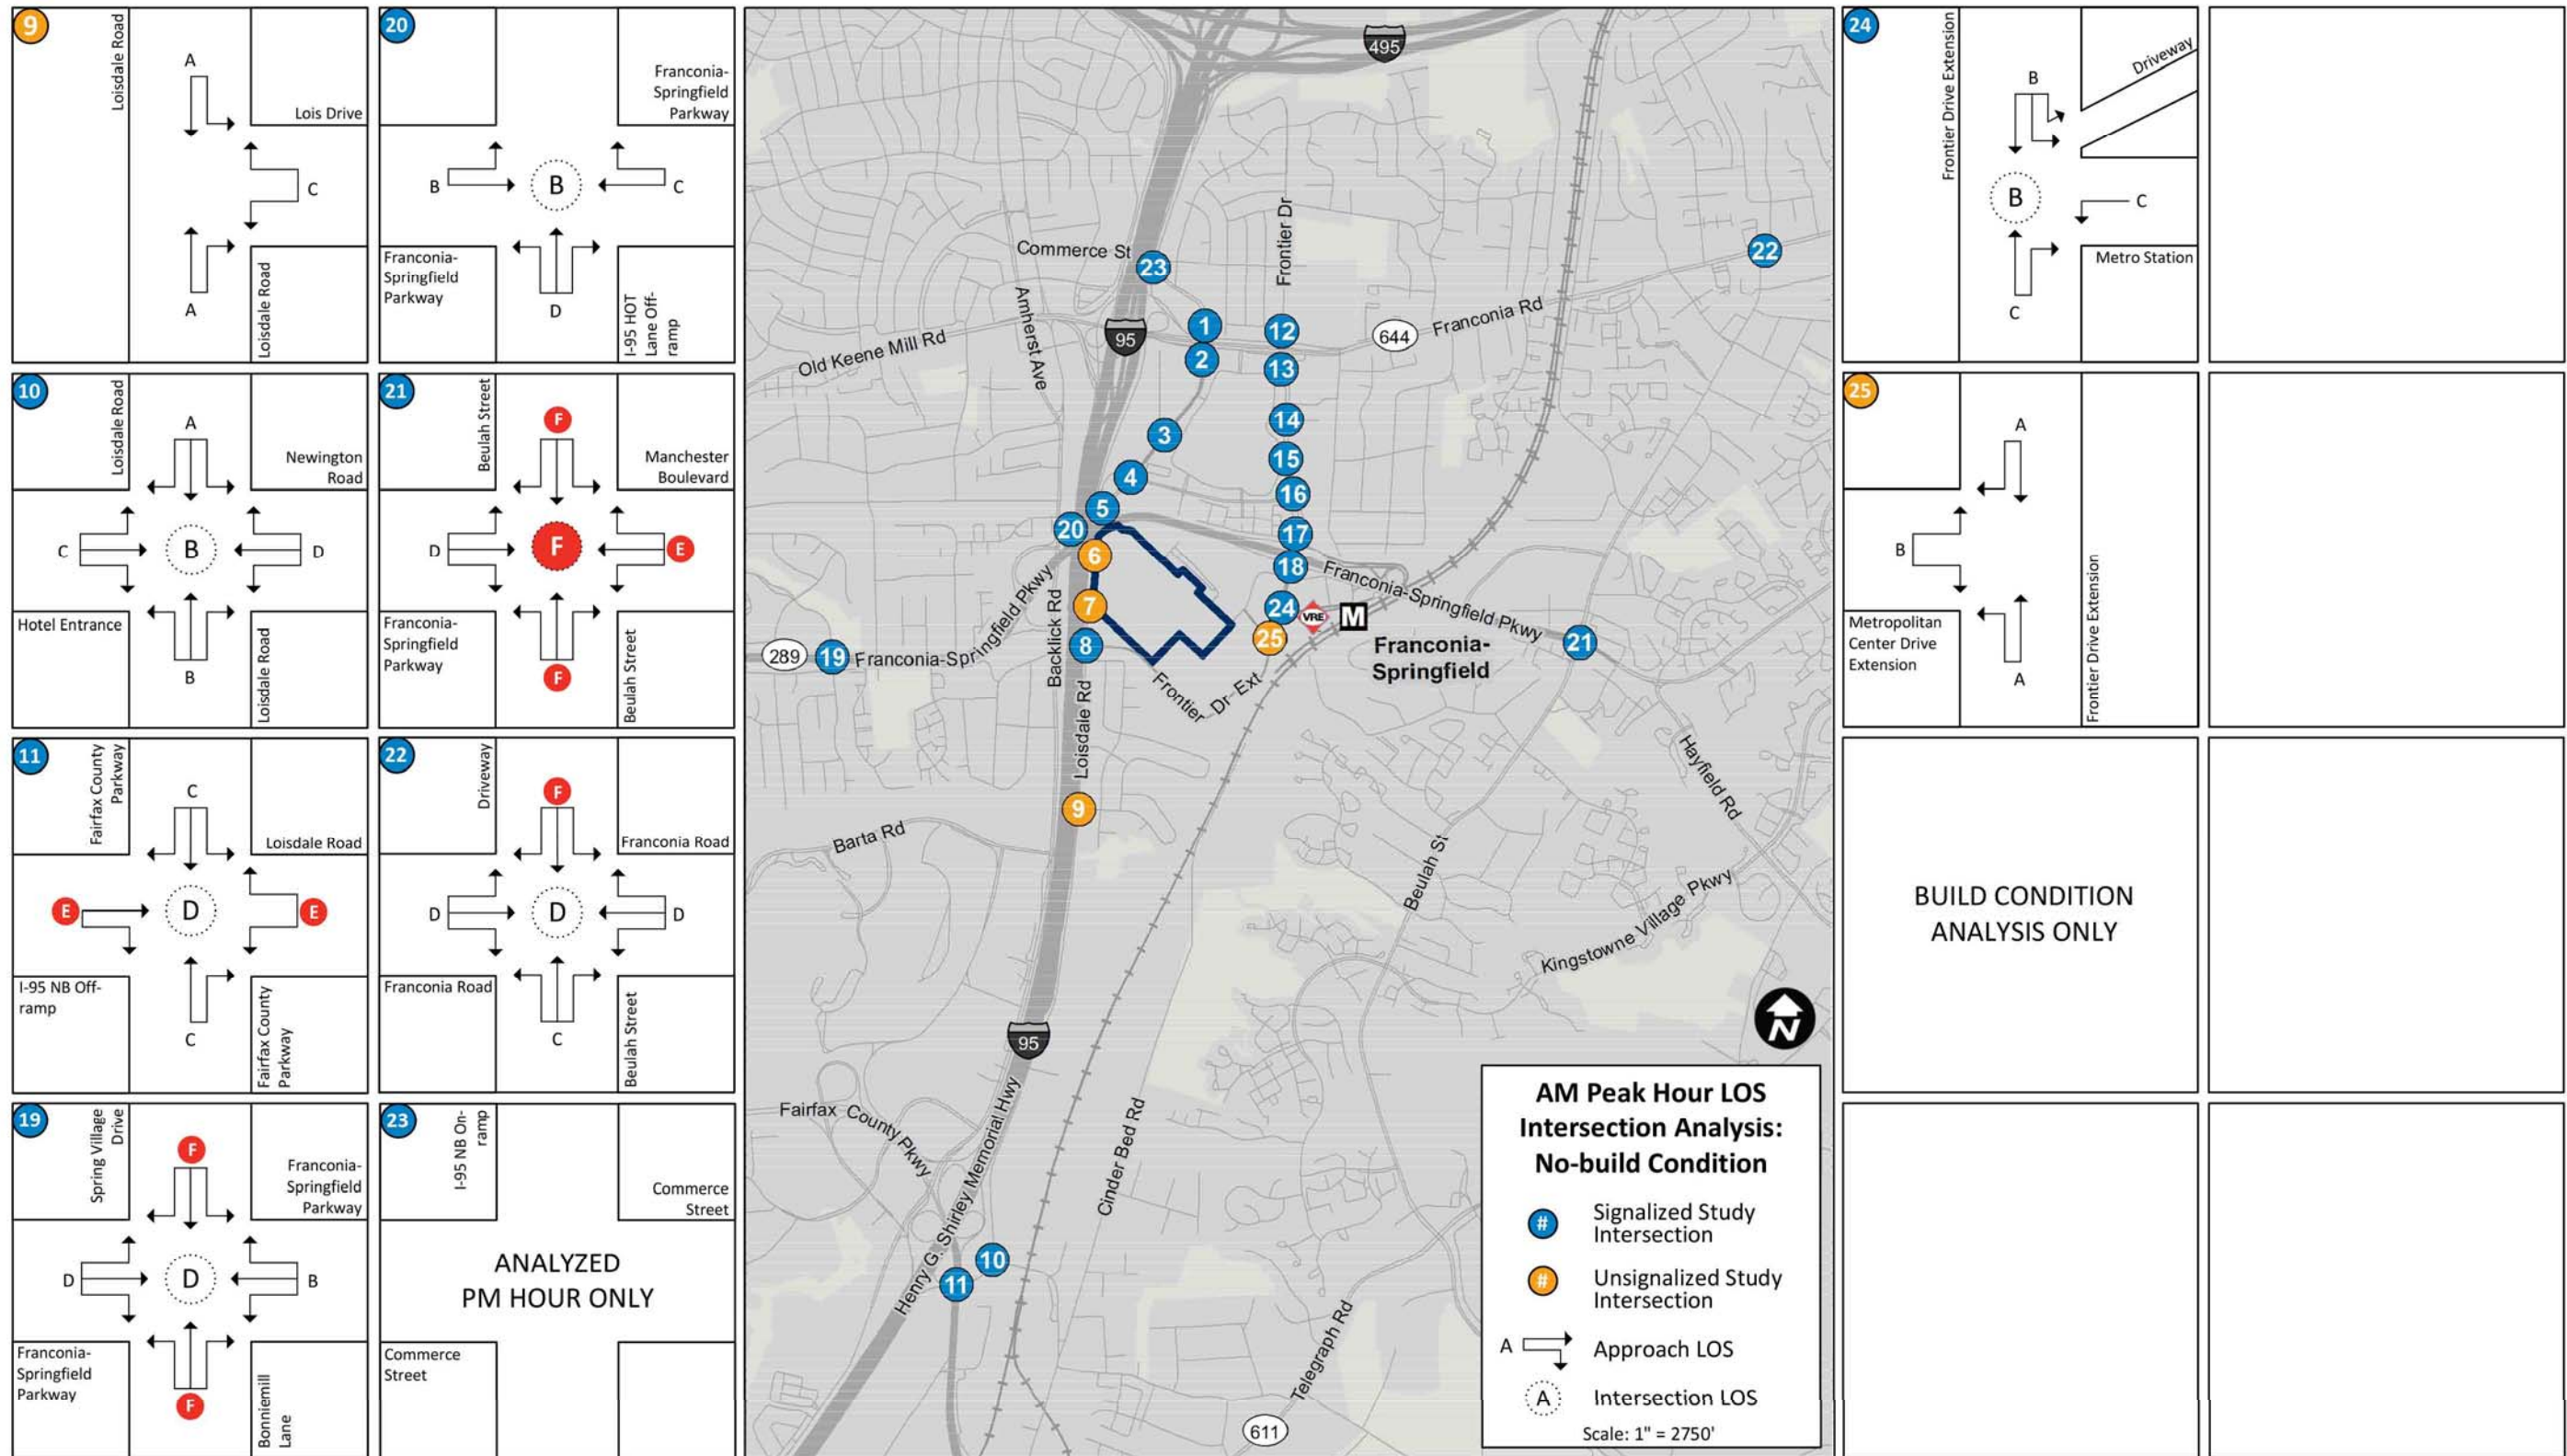 9
Loisdale Road
A
Lois Drive
C
A
Loisdale Road
20
Franconia-
Springfield
Parkway
B
B
C
Franconia-
Springfield
Parkway
D
I-95 HOT
Lane Off-
ramp
10
Loisdale Road
A
Newington
Road
C
B
D
Hotel Entrance
B
Loisdale Road
21
Beulah Street
F
Manchester
Boulevard
D
F
E
Franconia-
Springfield
Parkway
F
Beulah Street
11
Fairfax County
Parkway
C
Loisdale Road
E
D
E
I-95 NB Off-
ramp
C
Fairfax County
Parkway
22
Driveway
F
Franconia Road
D
D
D
Franconia Road
C
Beulah Street
19
Spring Village
Drive
F
Franconia-
Springfield
Parkway
D
D
B
Franconia-
Springfield
Parkway
F
Bonniemill
Lane
23
I-95 NB On-
ramp
Commerce
Street
ANALYZED
PM HOUR ONLY
Commerce
Street
495
Frontier Dr
Commerce St
23
22
Amherst Ave
1
12
95
644
Franconia Rd
Old Keene Mill Rd
2
13
14
3
15
4
16
5
20
17
6
18
Franconia-Springfield Pkwy
7
24
VRE
M
Backlick Rd
8
25
21
289
19
Franconia-Springfield Pkwy
Franconia-
Springfield
Frontier Dr Ext
Loisdale Rd
Hayfield Rd
9
Barta Rd
Beulah St
Kingstowne Village Pkwy
95
N
Fairfax County Pkwy
Henry G. Shirley Memorial Hwy
Cinder Bed Rd
10
11
Telegraph Rd
611
AM Peak Hour LOS
Intersection Analysis:
No-build Condition
# Signalized Study
Intersection
# Unsignalized Study
Intersection
A Approach LOS
A Intersection LOS
Scale: 1" = 2750'
24
Frontier Drive Extension
B
Driveway
B
C
Metro Station
C
25
A
B
Metropolitan
Center Drive
Extension
A
Frontier Drive Extension
BUILD CONDITION
ANALYSIS ONLY